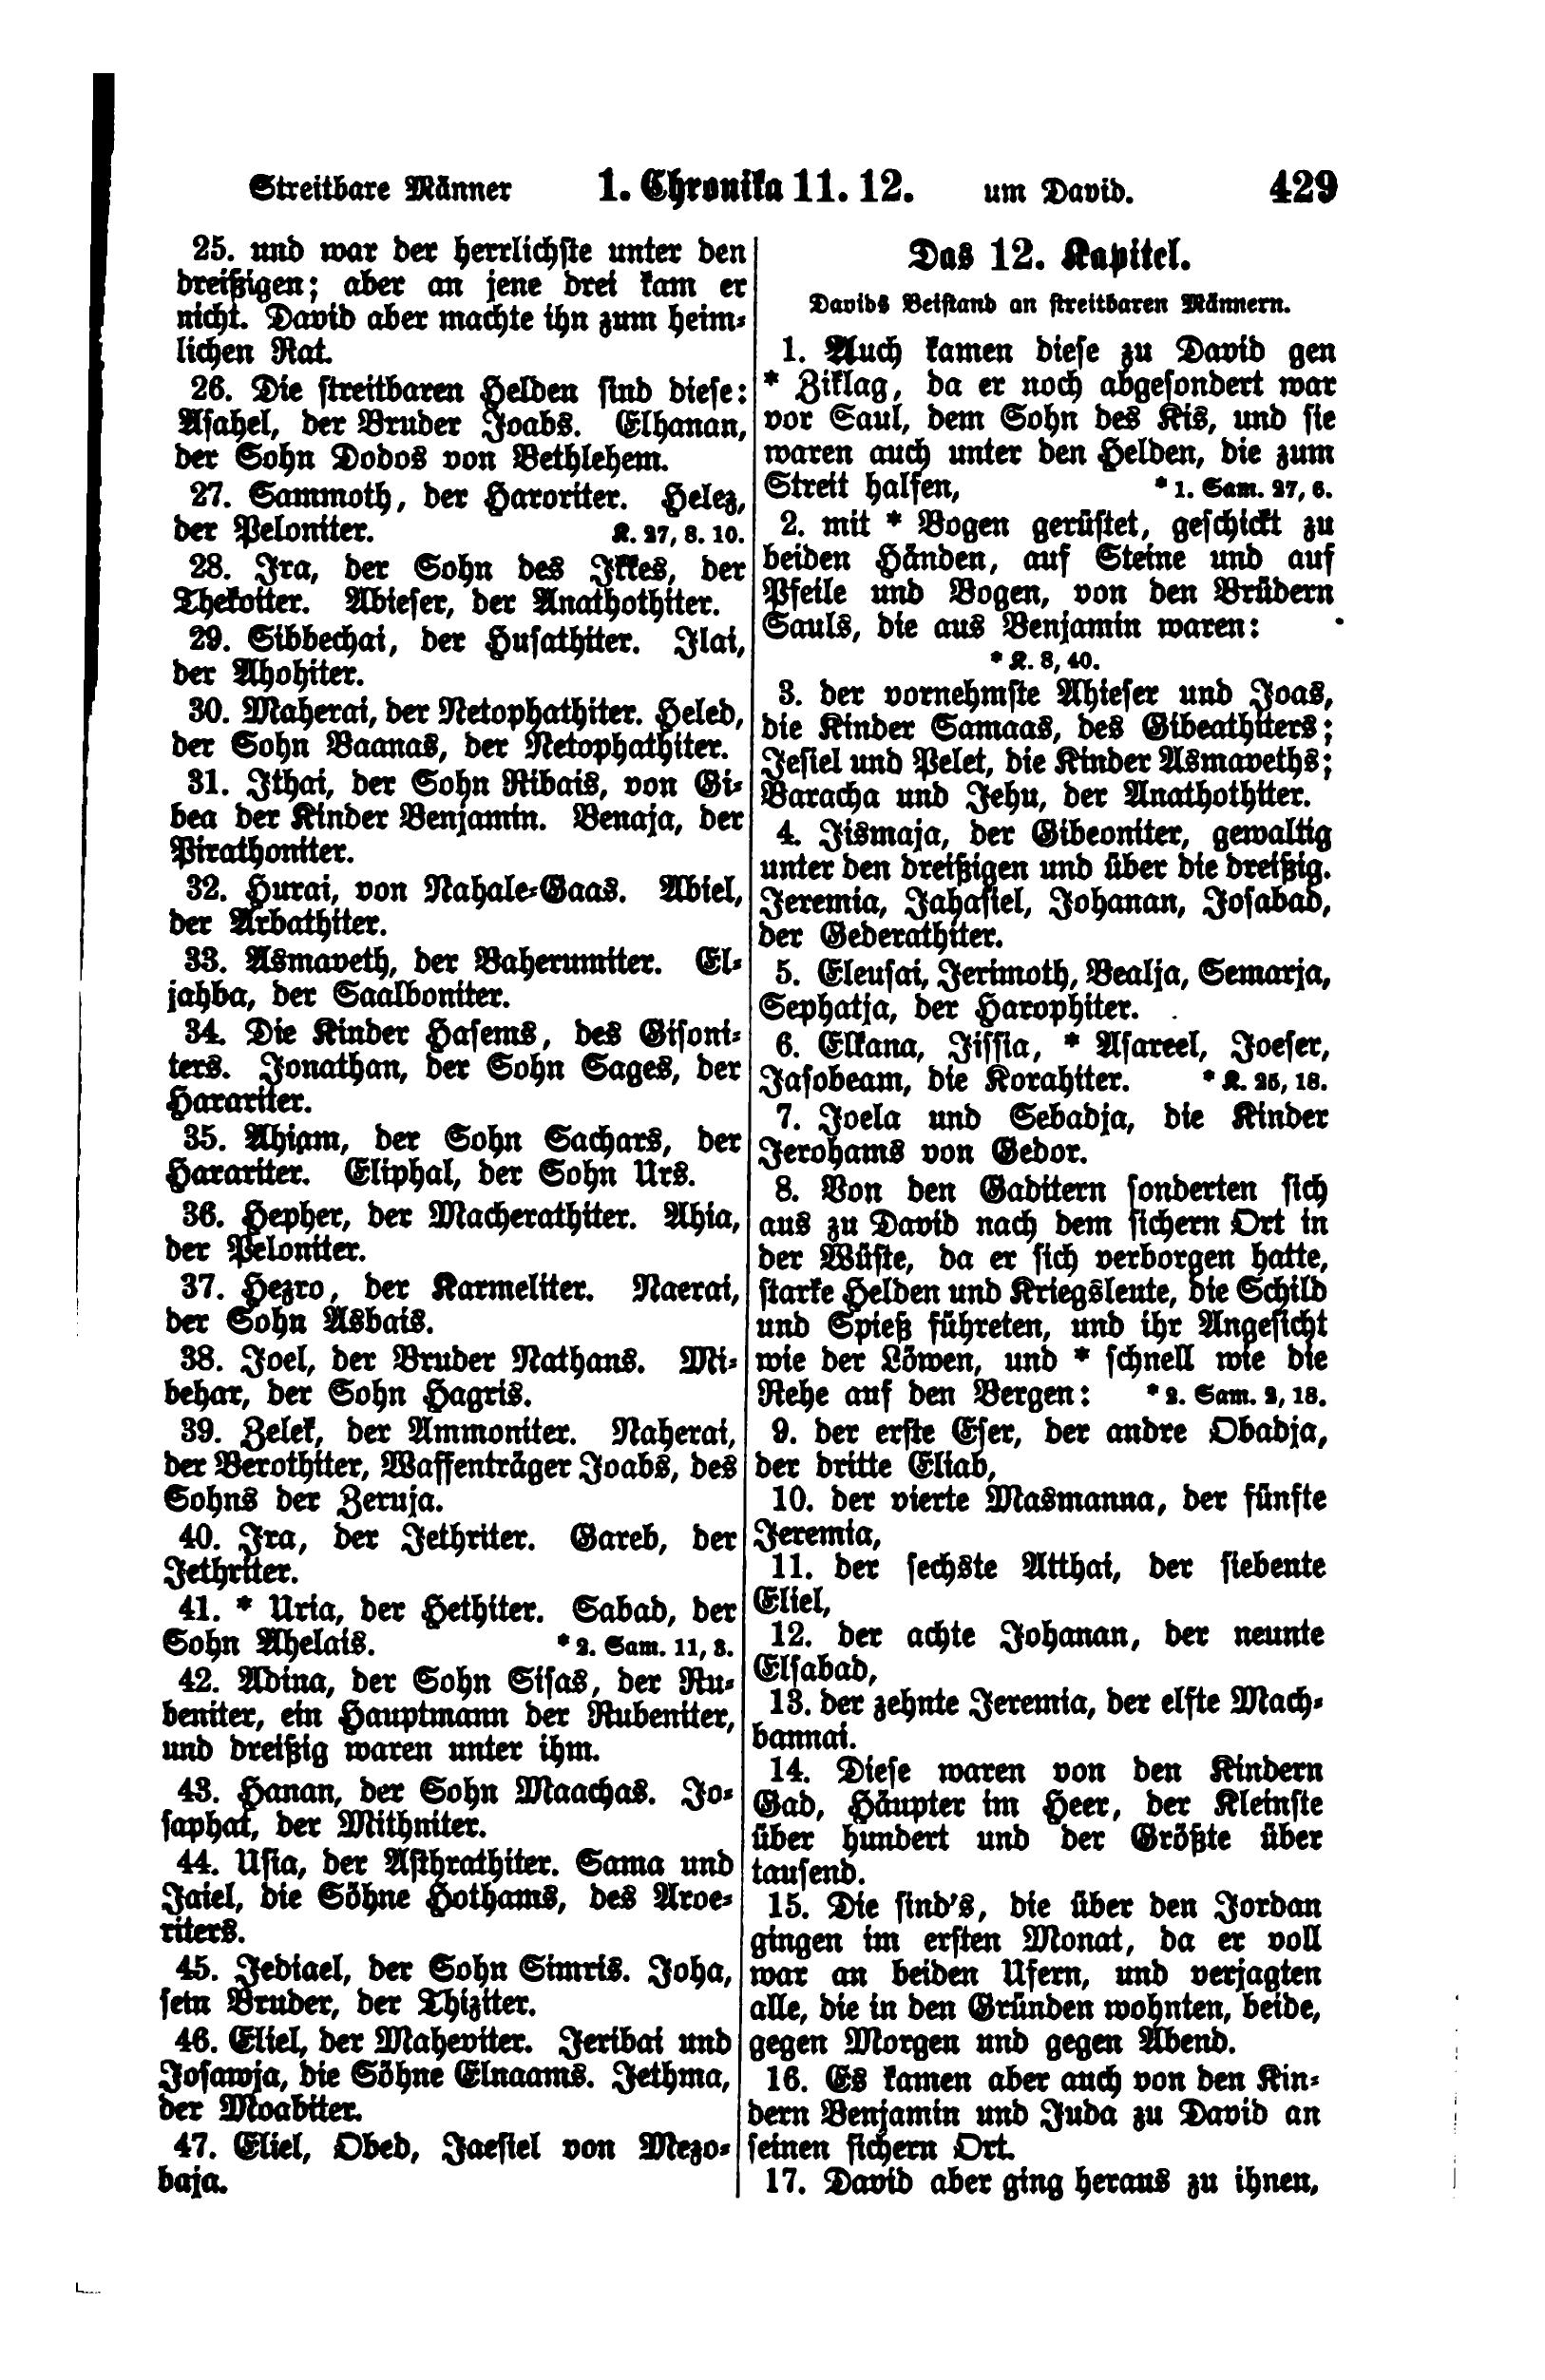 Streitbare Männer 1. Chronika 11. 12. um David. 429
25. und war der herrlichste unter den
dreißigen; aber an jene drei kam er
nicht. David aber machte ihn zum heim-
lichen Rat.
26. Die streitbaren Helden sind diese:
Asahel, der Bruder Joabs. Elhanan,
der Sohn Dodos von Bethlehem.
27. Sammoth, der Haroriter. Helez,
der Peloniter. K. 27, 8. 10.
28. Ira, der Sohn des Ikkes, der
Thekoiter. Abieser, der Anathothiter.
29. Sibbechai, der Husathiter. Ilai,
der Ahohiter.
30. Maherai, der Netophathiter. Heled,
der Sohn Baanas, der Netophathiter.
31. Ithai, der Sohn Ribais, von Gi-
bea der Kinder Benjamin. Benaja, der
Pirathoniter.
32. Hurai, von Nahale-Gaas. Abiel,
der Arbathiter.
33. Asmaveth, der Baherumiter. El-
jahba, der Saalboniter.
34. Die Kinder Hasems, des Gisoni-
ters. Jonathan, der Sohn Sages, der
Harariter.
35. Ahiam, der Sohn Sachars, der
Harariter. Eliphal, der Sohn Urs.
36. Hepher, der Macherathiter. Ahia,
der Peloniter.
37. Hezro, der Karmeliter. Naerai,
der Sohn Asbais.
38. Joel, der Bruder Nathans. Mi-
behar, der Sohn Hagris.
39. Zelek, der Ammoniter. Naherai,
der Berothiter, Waffenträger Joabs, des
Sohns der Zeruja.
40. Ira, der Jethriter. Gareb, der
Jethriter.
41. * Uria, der Hethiter. Sabad, der
Sohn Ahelais. * 2. Sam. 11, 3.
42. Adina, der Sohn Sisas, der Ru-
beniter, ein Hauptmann der Rubeniter,
und dreißig waren unter ihm.
43. Hanan, der Sohn Maachas. Jo-
saphat, der Mithniter.
44. Usia, der Asthrathiter. Sama und
Jaiel, die Söhne Hothams, des Aroe-
riters.
45. Jediael, der Sohn Simris. Joha,
sein Bruder, der Thiziter.
46. Eliel, der Maheviter. Jeribai und
Josawja, die Söhne Elnaams. Jethma,
der Moabiter.
47. Eliel, Obed, Jaesiel von Mezo-
baja.
Das 12. Kapitel.
Davids Beistand an streitbaren Männern.
1. Auch kamen diese zu David gen
* Ziklag, da er noch abgesondert war
vor Saul, dem Sohn des Kis, und sie
waren auch unter den Helden, die zum
Streit halfen, * 1. Sam. 27, 6.
2. mit * Bogen gerüstet, geschickt zu
beiden Händen, auf Steine und auf
Pfeile und Bogen, von den Brüdern
Sauls, die aus Benjamin waren:
* K. 8, 40.
3. der vornehmste Ahieser und Joas,
die Kinder Samaas, des Gibeathiters;
Jesiel und Pelet, die Kinder Asmaveths;
Baracha und Jehu, der Anathothiter.
4. Jismaja, der Gibeoniter, gewaltig
unter den dreißigen und über die dreißig.
Jeremia, Jahasiel, Johanan, Josabad,
der Gederathiter.
5. Eleusai, Jerimoth, Bealja, Semarja,
Sephatja, der Harophiter.
6. Elkana, Jissia, * Asareel, Joeser,
Jasobeam, die Korahiter. * K. 25, 18.
7. Joela und Sebadja, die Kinder
Jerohams von Gedor.
8. Von den Gaditern sonderten sich
aus zu David nach dem sichern Ort in
der Wüste, da er sich verborgen hatte,
starke Helden und Kriegsleute, die Schild
und Spieß führeten, und ihr Angesicht
wie der Löwen, und * schnell wie die
Rehe auf den Bergen: * 2. Sam. 2, 18.
9. der erste Eser, der andre Obadja,
der dritte Eliab,
10. der vierte Masmanna, der fünfte
Jeremia,
11. der sechste Atthai, der siebente
Eliel,
12. der achte Johanan, der neunte
Elsabad,
13. der zehnte Jeremia, der elfte Mach-
bannai.
14. Diese waren von den Kindern
Gad, Häupter im Heer, der Kleinste
über hundert und der Größte über
tausend.
15. Die sind's, die über den Jordan
gingen im ersten Monat, da er voll
war an beiden Ufern, und verjagten
alle, die in den Gründen wohnten, beide,
gegen Morgen und gegen Abend.
16. Es kamen aber auch von den Kin-
dern Benjamin und Juda zu David an
seinen sichern Ort.
17. David aber ging heraus zu ihnen,